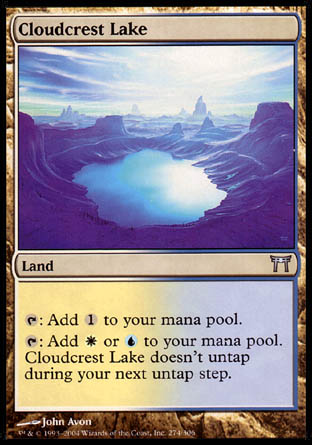 Cloudcrest Lake
Land
: Add 1 to your mana pool.
: Add or to your mana pool.
Cloudcrest Lake doesn't untap
during your next untap step.
John Avon
™ & © 1993–2004 Wizards of the Coast, Inc. 274/306